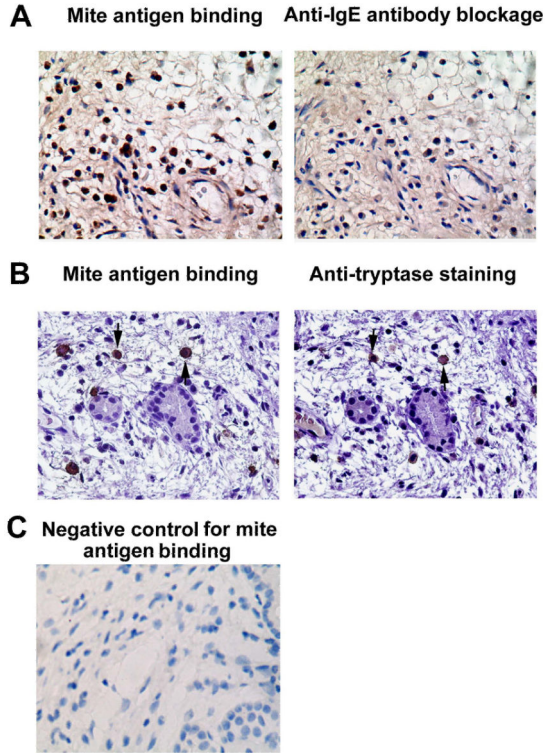 A
Mite antigen binding
Anti-IgE antibody blockage
B
Mite antigen binding
Anti-tryptase staining
C
Negative control for mite
antigen binding